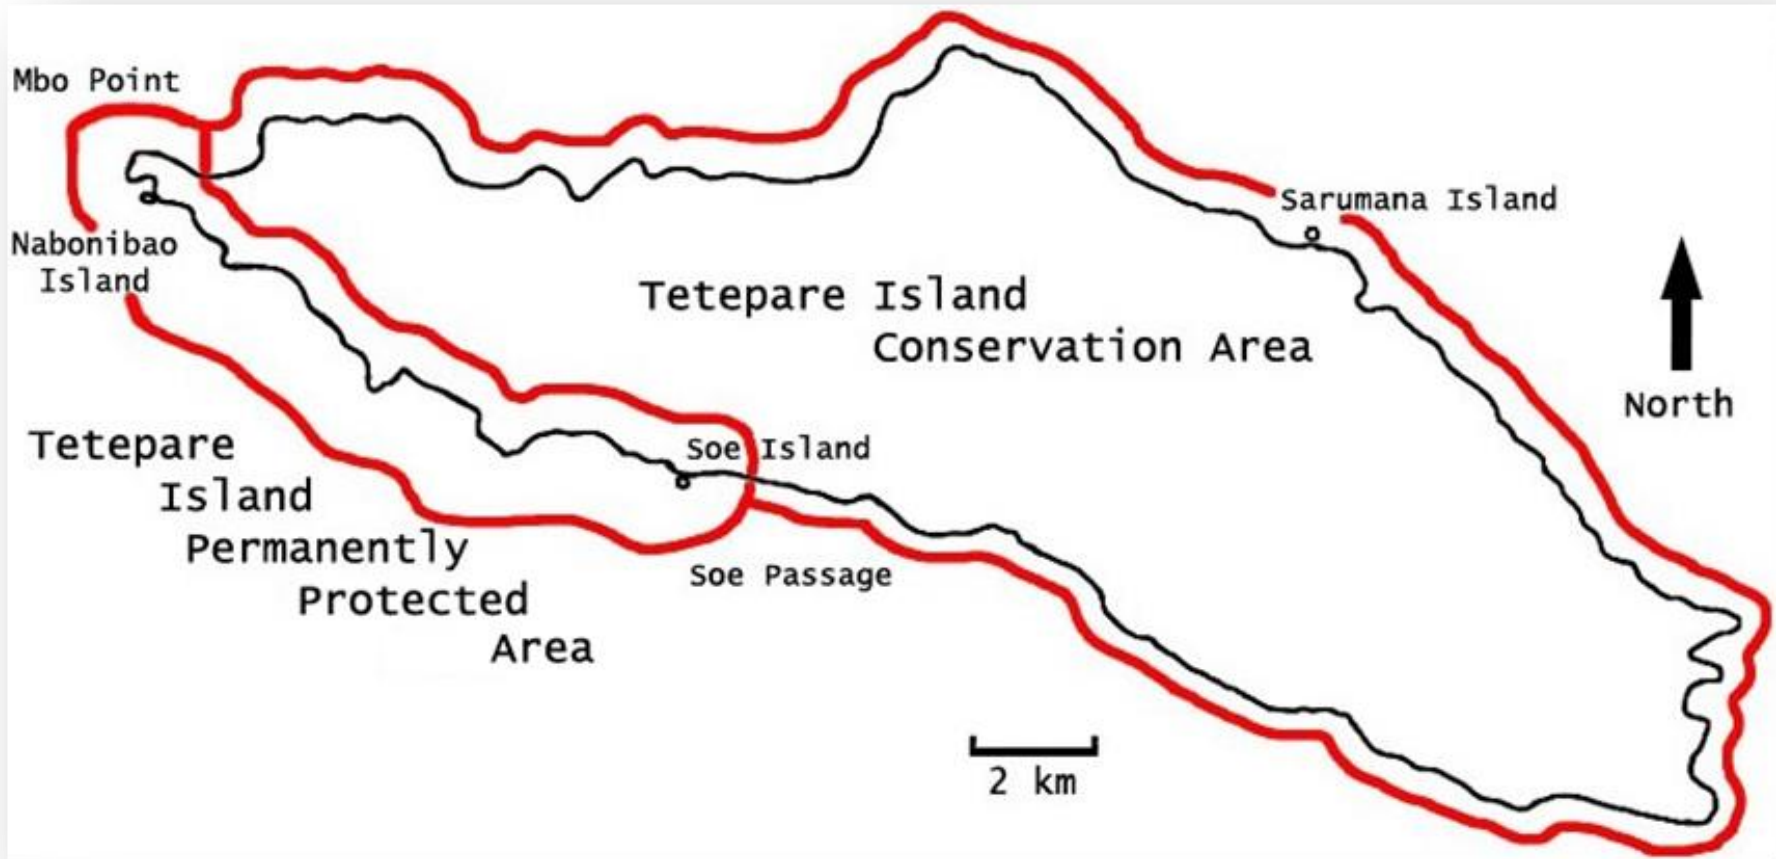 Mbo Point
Sarumana Island
Nabonibao
Island
Tetepare Island
Conservation Area
North
Tetepare
Island
Permanently
Protected
Area
Soe Island
Soe Passage
2 km